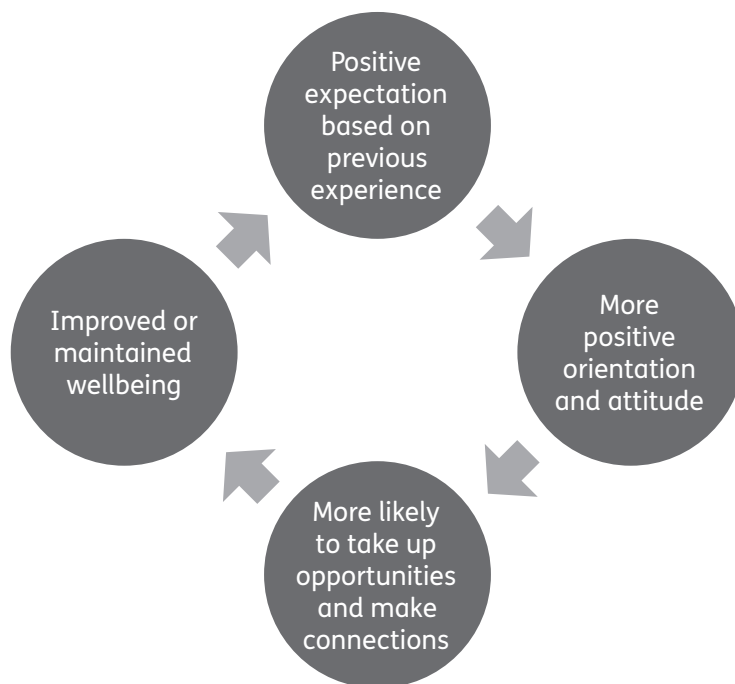 Positive
expectation
based on
previous
experience
More
positive
orientation
and attitude
More likely
to take up
opportunities
and make
connections
Improved or
maintained
wellbeing